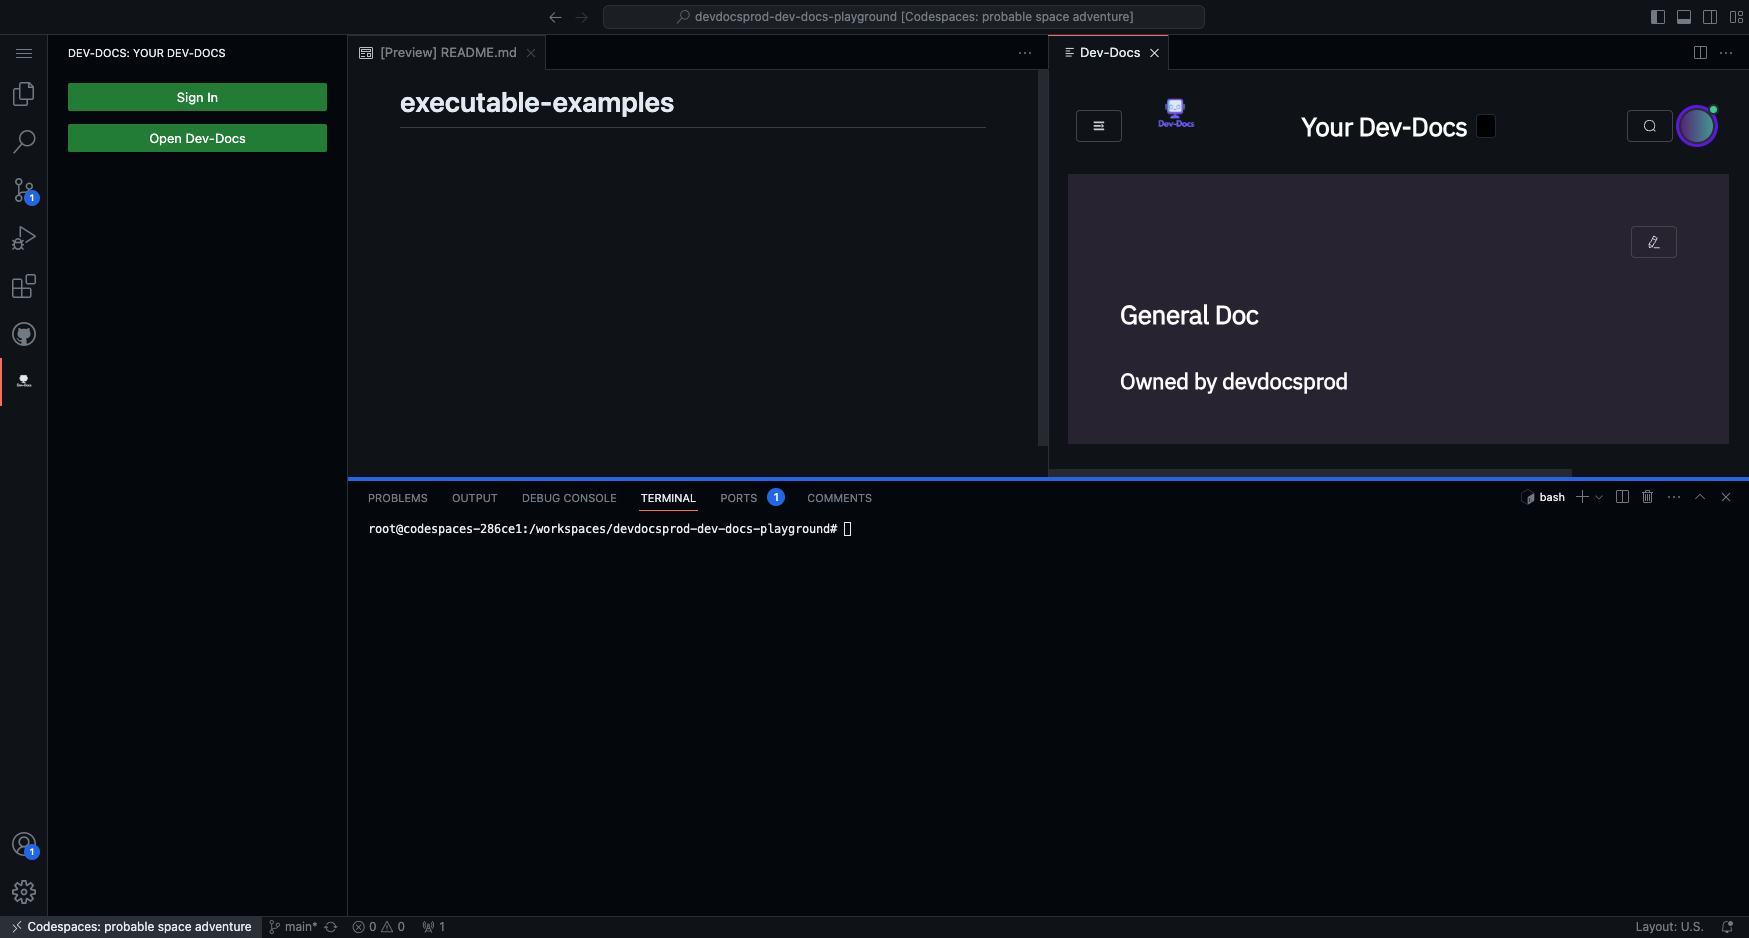 devdocsprod-dev-docs-playground [Codespaces: probable space adventure]
DEV-DOCS: YOUR DEV-DOCS
Sign In
Open Dev-Docs
1
1
[Preview] README.md
executable-examples
Dev-Docs
Dev-Docs
Your Dev-Docs
General Doc
Owned by devdocsprod
PROBLEMS OUTPUT DEBUG CONSOLE TERMINAL PORTS 1 COMMENTS
bash
root@codespaces-286ce1:/workspaces/devdocsprod-dev-docs-playground#
Codespaces: probable space adventure main* 0 0 1 Layout: U.S.